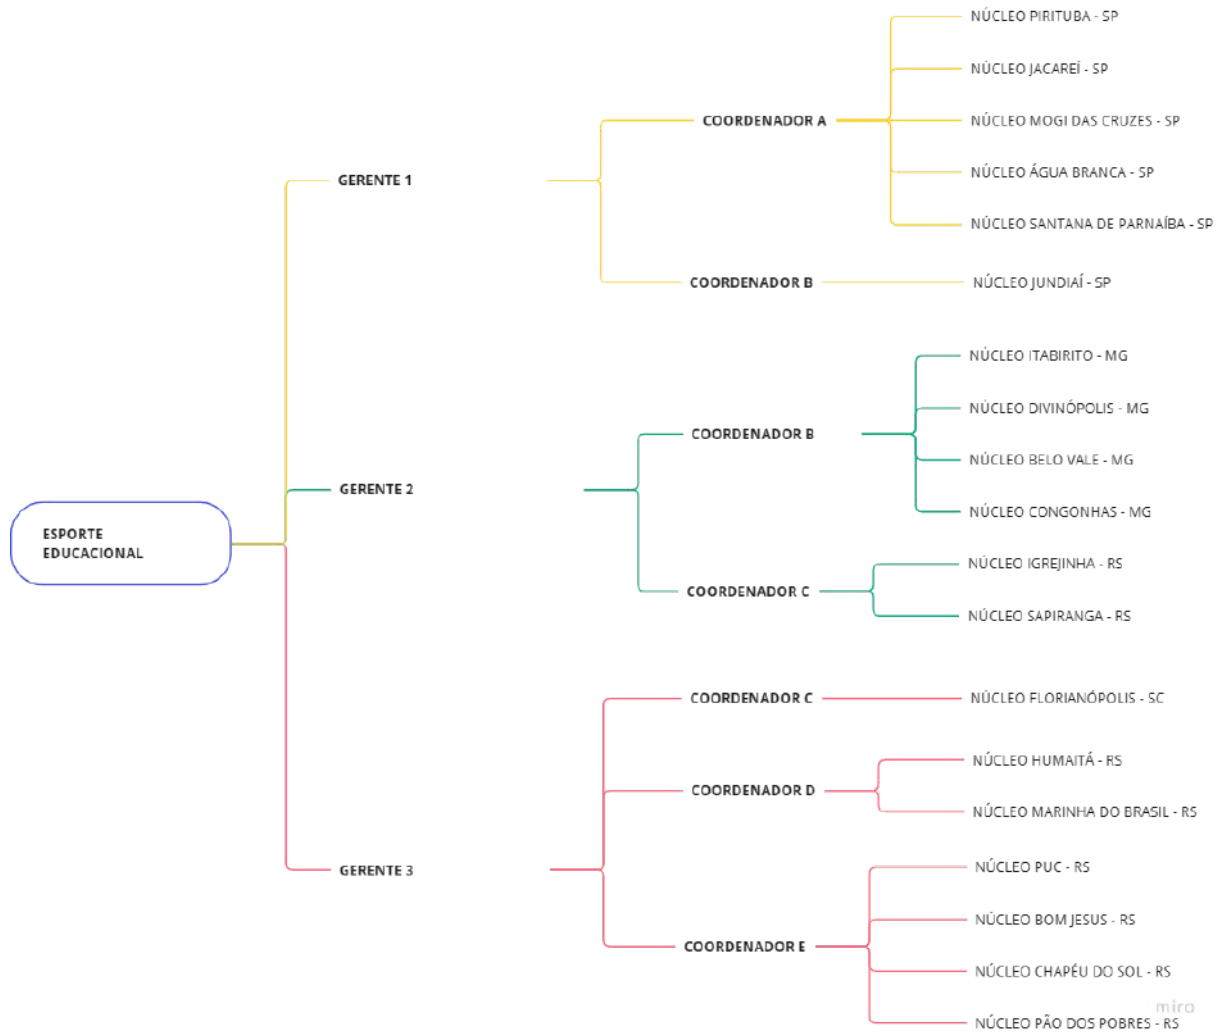 ESPORTE
EDUCACIONAL
GERENTE 1
COORDENADOR A
NÚCLEO PIRITUBA - SP
NÚCLEO JACAREÍ - SP
NÚCLEO MOGI DAS CRUZES - SP
NÚCLEO ÁGUA BRANCA - SP
NÚCLEO SANTANA DE PARNAÍBA - SP
COORDENADOR B
NÚCLEO JUNDIAÍ - SP
GERENTE 2
COORDENADOR B
NÚCLEO ITABIRITO - MG
NÚCLEO DIVINÓPOLIS - MG
NÚCLEO BELO VALE - MG
NÚCLEO CONGONHAS - MG
COORDENADOR C
NÚCLEO IGREJINHA - RS
NÚCLEO SAPIRANGA - RS
GERENTE 3
COORDENADOR C
NÚCLEO FLORIANÓPOLIS - SC
COORDENADOR D
NÚCLEO HUMAITÁ - RS
NÚCLEO MARINHA DO BRASIL - RS
COORDENADOR E
NÚCLEO PUC - RS
NÚCLEO BOM JESUS - RS
NÚCLEO CHAPÉU DO SOL - RS
NÚCLEO PÃO DOS POBRES - RS
miro